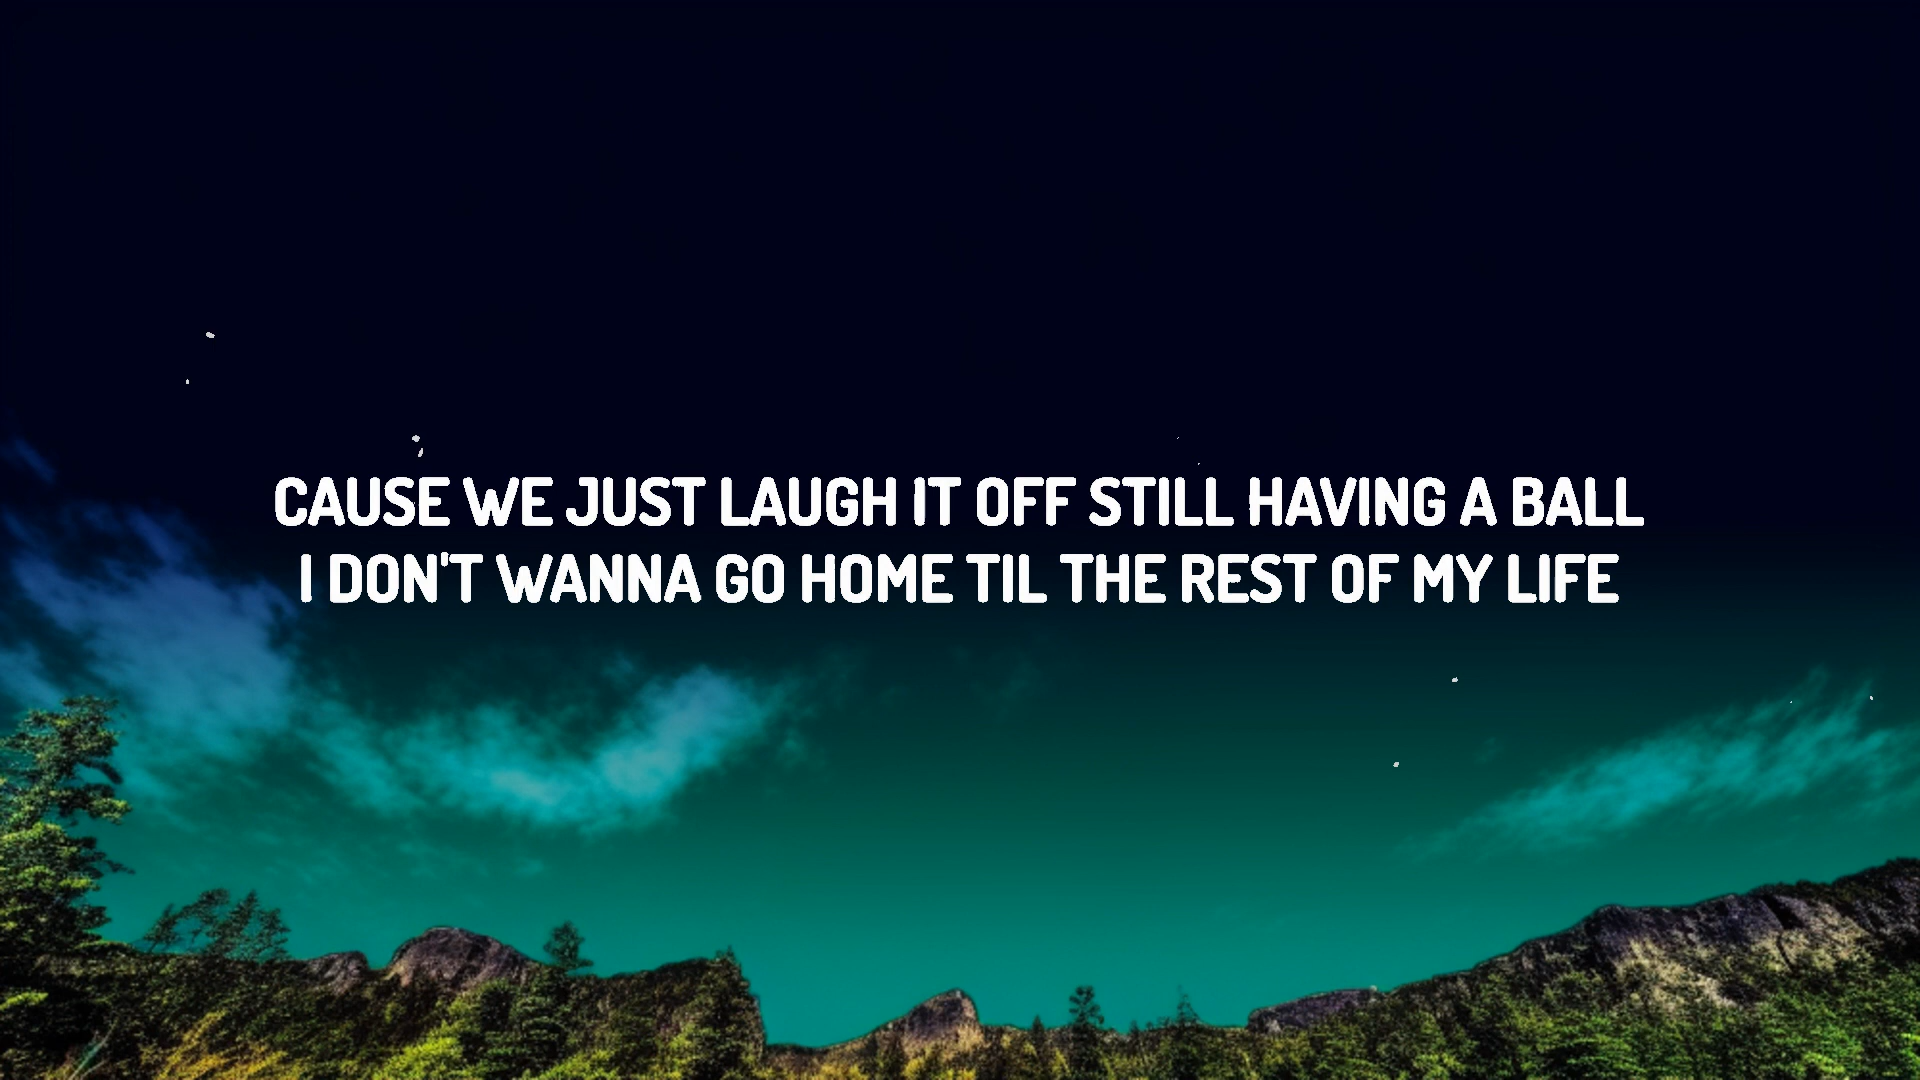 CAUSE WE JUST LAUGH IT OFF STILL HAVING A BALL
I DON'T WANNA GO HOME TIL THE REST OF MY LIFE